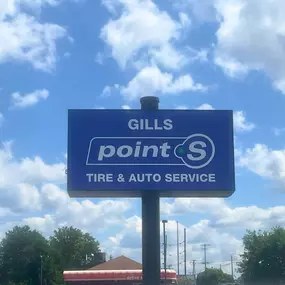 GILLS
point S
TIRE & AUTO SERVICE